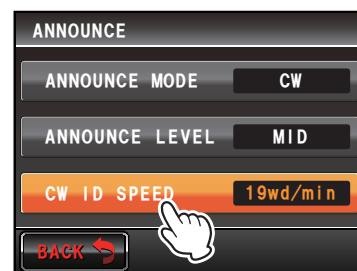 ANNOUNCE
ANNOUNCE MODE CW
ANNOUNCE LEVEL MID
CW ID SPEED 19wd/min
BACK